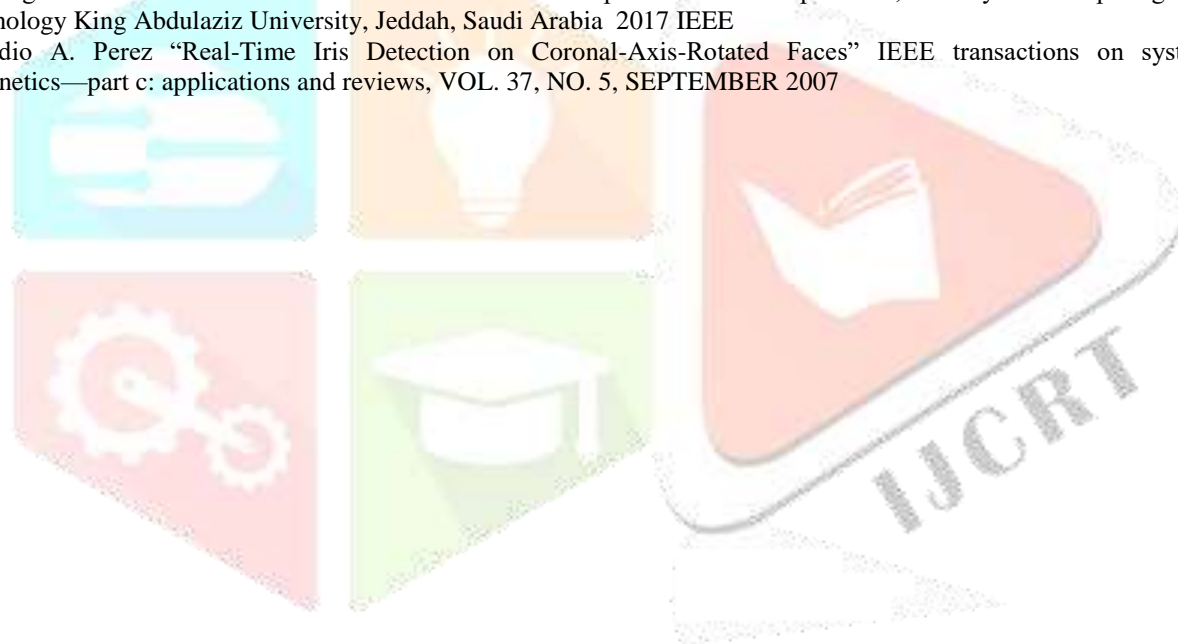 nology King Abdulaziz University, Jeddah, Saudi Arabia 2017 IEEE
dio A. Perez “Real-Time Iris Detection on Coronal-Axis-Rotated Faces” IEEE transactions on syst
netics—part c: applications and reviews, VOL. 37, NO. 5, SEPTEMBER 2007
IJCRT